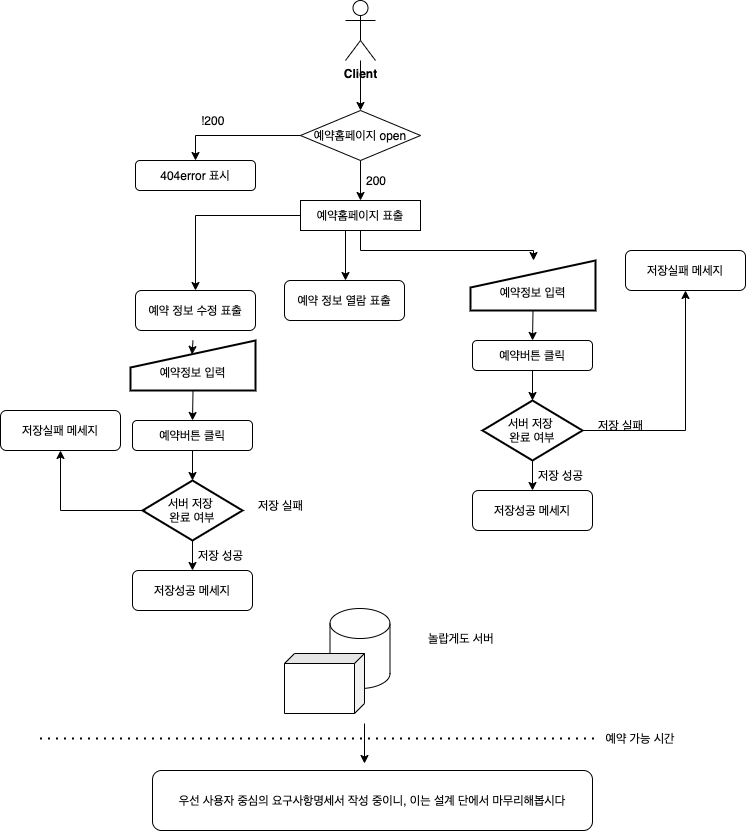 Client
!200
예약홈페이지 open
404error 표시
200
예약홈페이지 표출
저장실패 메세지
예약 정보 수정 표출
예약 정보 열람 표출
예약정보 입력
예약정보 입력
예약버튼 클릭
저장실패 메세지
예약버튼 클릭
서버 저장
완료 여부
저장 실패
저장 성공
저장성공 메세지
서버 저장
완료 여부
저장 실패
저장 성공
저장성공 메세지
놀랍게도 서버
예약 가능 시간
우선 사용자 중심의 요구사항명세서 작성 중이니, 이는 설계 단에서 마무리해봅시다